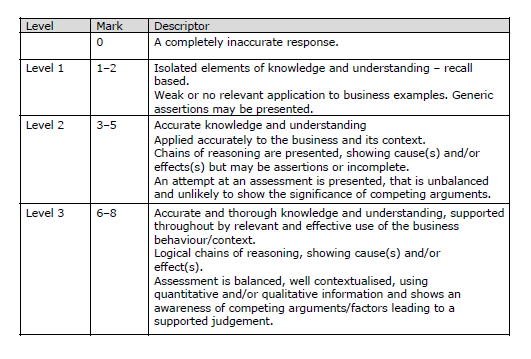 Level Mark Descriptor
0 A completely inaccurate response.
Level 1 1–2 Isolated elements of knowledge and understanding – recall
based.
Weak or no relevant application to business examples. Generic
assertions may be presented.
Level 2 3–5 Accurate knowledge and understanding
Applied accurately to the business and its context.
Chains of reasoning are presented, showing cause(s) and/or
effects(s) but may be assertions or incomplete.
An attempt at an assessment is presented, that is unbalanced
and unlikely to show the significance of competing arguments.
Level 3 6–8 Accurate and thorough knowledge and understanding, supported
throughout by relevant and effective use of the business
behaviour/context.
Logical chains of reasoning, showing cause(s) and/or
effect(s).
Assessment is balanced, well contextualised, using
quantitative and/or qualitative information and shows an
awareness of competing arguments/factors leading to a
supported judgement.